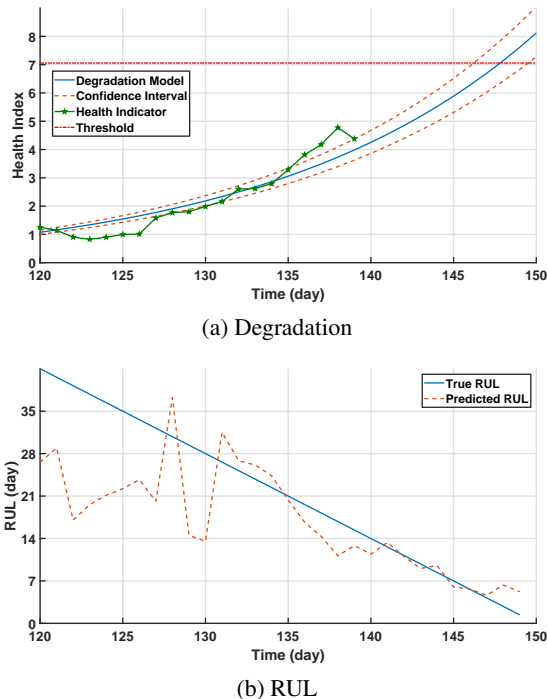 Health Index
8
7
6
5
4
3
2
1
0
Degradation Model
Confidence Interval
Health Indicator
Threshold
120 125 130 135 140 145 150
Time (day)
(a) Degradation
RUL (day)
35
28
21
14
7
0
True RUL
Predicted RUL
120 125 130 135 140 145 150
Time (day)
(b) RUL